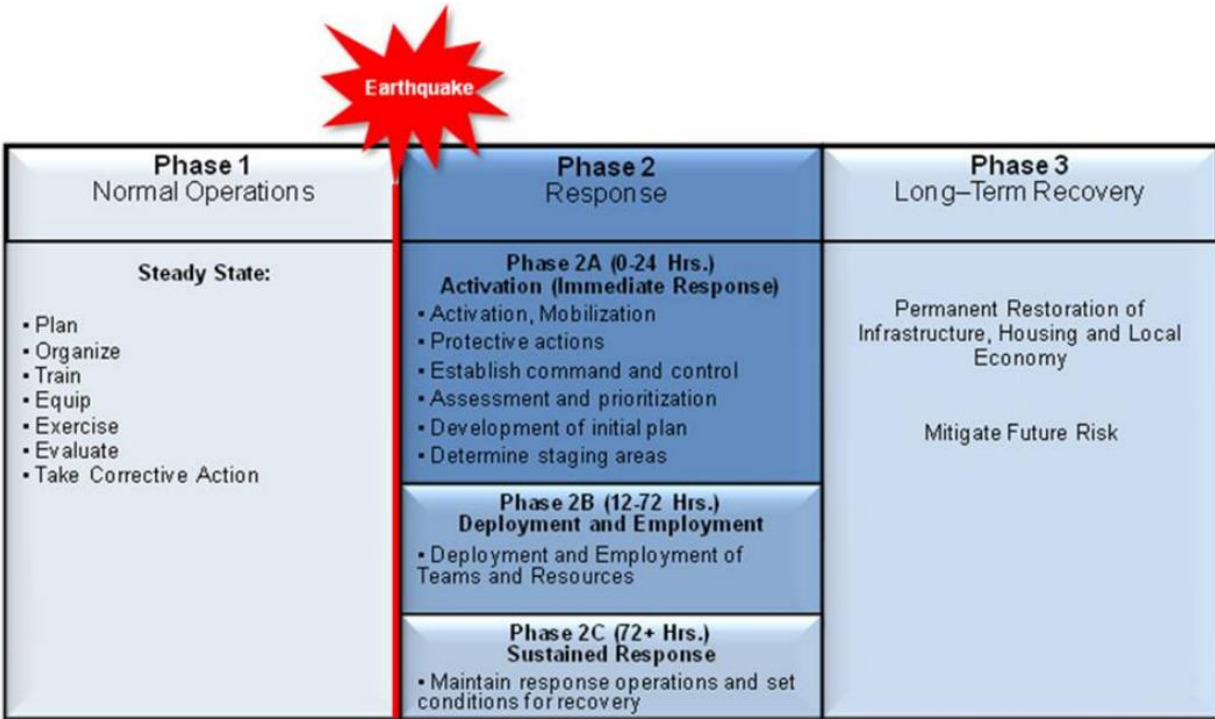 Earthquake
Phase 1
Normal Operations
Steady State:
▪ Plan
▪ Organize
▪ Train
▪ Equip
▪ Exercise
▪ Evaluate
▪ Take Corrective Action
Phase 2
Response
Phase 2A (0-24 Hrs.)
Activation (Immediate Response)
▪ Activation, Mobilization
▪ Protective actions
▪ Establish command and control
▪ Assessment and prioritization
▪ Development of initial plan
▪ Determine staging areas
Phase 2B (12-72 Hrs.)
Deployment and Employment
▪ Deployment and Employment of
Teams and Resources
Phase 2C (72+ Hrs.)
Sustained Response
▪ Maintain response operations and set
conditions for recovery
Phase 3
Long–Term Recovery
Permanent Restoration of
Infrastructure, Housing and Local
Economy
Mitigate Future Risk